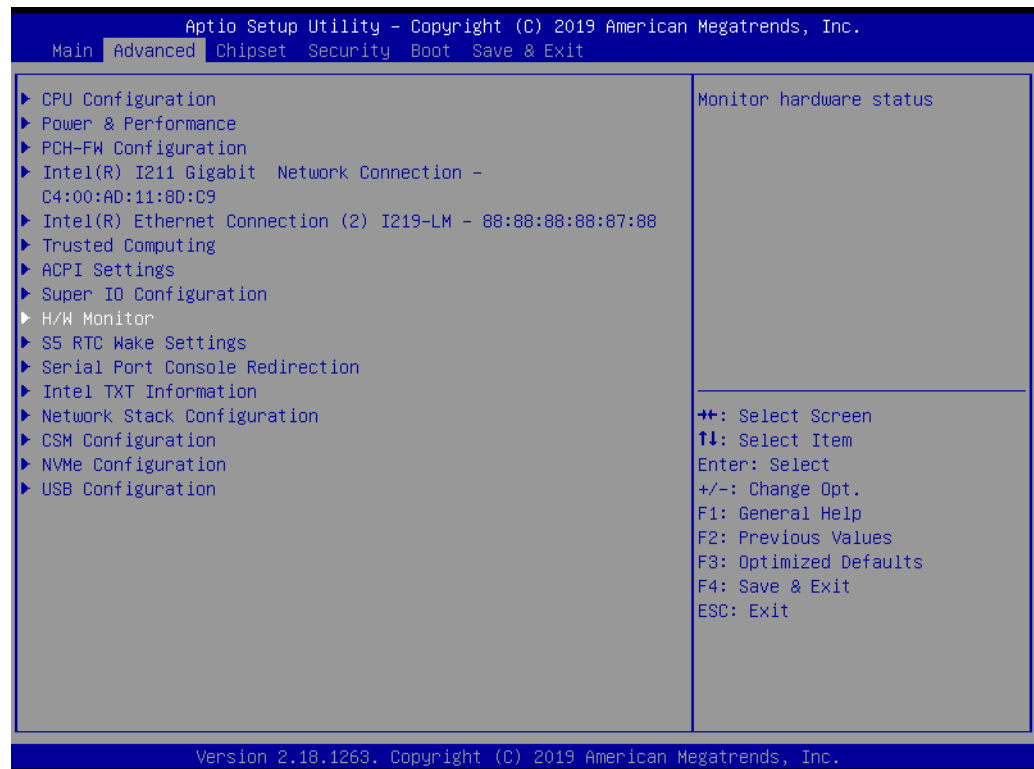 Aptio Setup Utility – Copyright (C) 2019 American Megatrends, Inc.
Main Advanced Chipset Security Boot Save & Exit
▶ CPU Configuration
▶ Power & Performance
▶ PCH-FW Configuration
▶ Intel(R) I211 Gigabit  Network Connection –
C4:00:AD:11:8D:C9
▶ Intel(R) Ethernet Connection (2) I219-LM – 88:88:88:88:87:88
▶ Trusted Computing
▶ ACPI Settings
▶ Super IO Configuration
▶ H/W Monitor
▶ S5 RTC Wake Settings
▶ Serial Port Console Redirection
▶ Intel TXT Information
▶ Network Stack Configuration
▶ CSM Configuration
▶ NVMe Configuration
▶ USB Configuration
Monitor hardware status
→←: Select Screen
↑↓: Select Item
Enter: Select
+/-: Change Opt.
F1: General Help
F2: Previous Values
F3: Optimized Defaults
F4: Save & Exit
ESC: Exit
Version 2.18.1263. Copyright (C) 2019 American Megatrends, Inc.